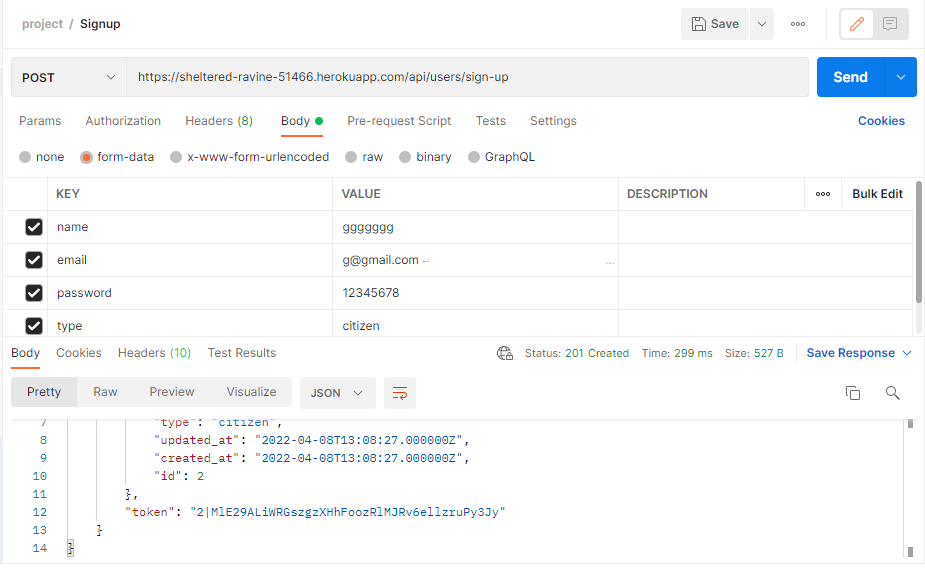 project / Signup Save ooo
POST https://sheltered-ravine-51466.herokuapp.com/api/users/sign-up Send
Params Authorization Headers (8) Body Pre-request Script Tests Settings Cookies
none form-data x-www-form-urlencoded raw binary GraphQL
KEY VALUE DESCRIPTION ooo Bulk Edit
name ggggggg
email g@gmail.com ↵ ...
password 12345678
type citizen
Body Cookies Headers (10) Test Results Status: 201 Created Time: 299 ms Size: 527 B Save Response
Pretty Raw Preview Visualize JSON
7 "type": "citizen",
8 "updated_at": "2022-04-08T13:08:27.000000Z",
9 "created_at": "2022-04-08T13:08:27.000000Z",
10 "id": 2
11 },
12 "token": "2|MlE29ALiWRGszgzXHhFoozRlMJRv6ellzruPy3Jy"
13 }
14 }